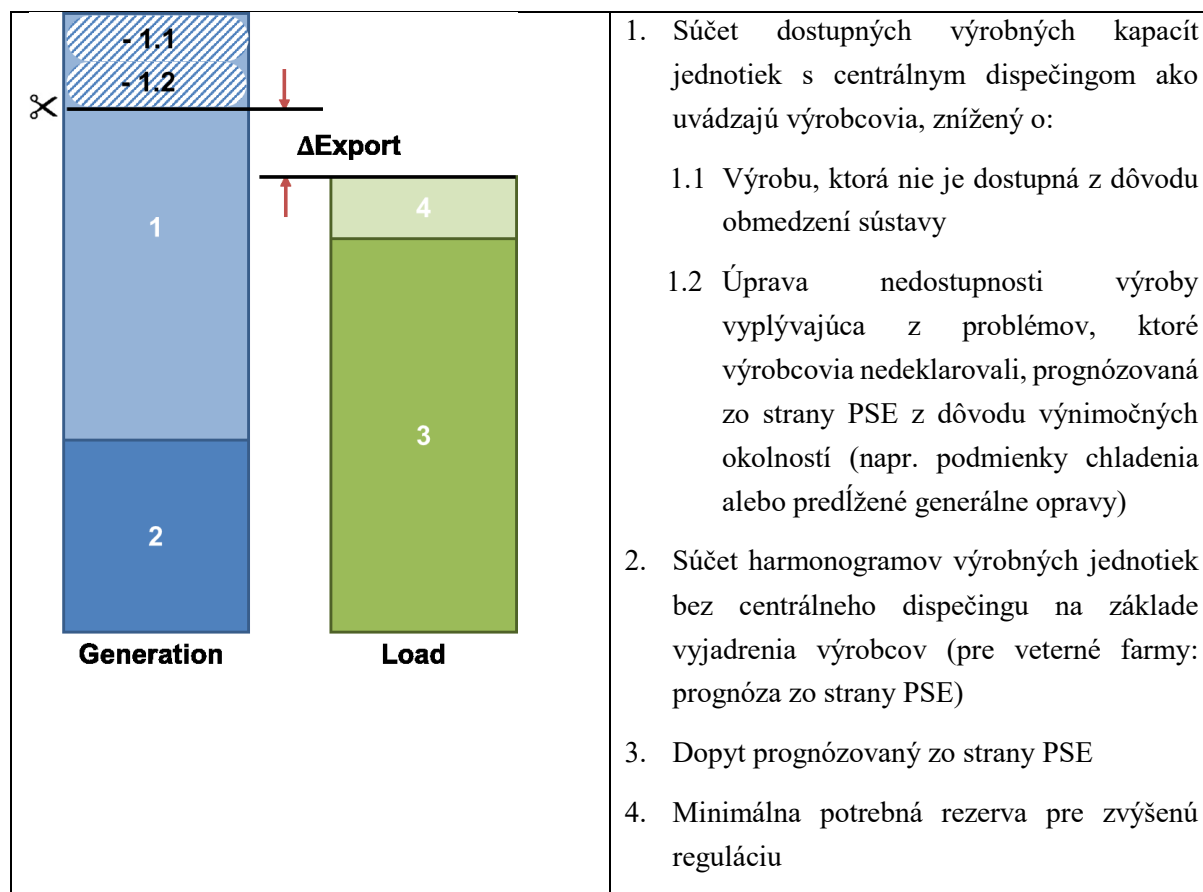 - 1.1
- 1.2
ΔExport
1
4
3
2
Generation
Load
1. Súčet dostupných výrobných kapacít
jednotiek s centrálnym dispečingom ako
uvádzajú výrobcovia, znížený o:
1.1 Výrobu, ktorá nie je dostupná z dôvodu
obmedzení sústavy
1.2 Úprava nedostupnosti výroby
vyplývajúca z problémov, ktoré
výrobcovia nedeklarovali, prognózovaná
zo strany PSE z dôvodu výnimočných
okolností (napr. podmienky chladenia
alebo predĺžené generálne opravy)
2. Súčet harmonogramov výrobných jednotiek
bez centrálneho dispečingu na základe
vyjadrenia výrobcov (pre veterné farmy:
prognóza zo strany PSE)
3. Dopyt prognózovaný zo strany PSE
4. Minimálna potrebná rezerva pre zvýšenú
reguláciu